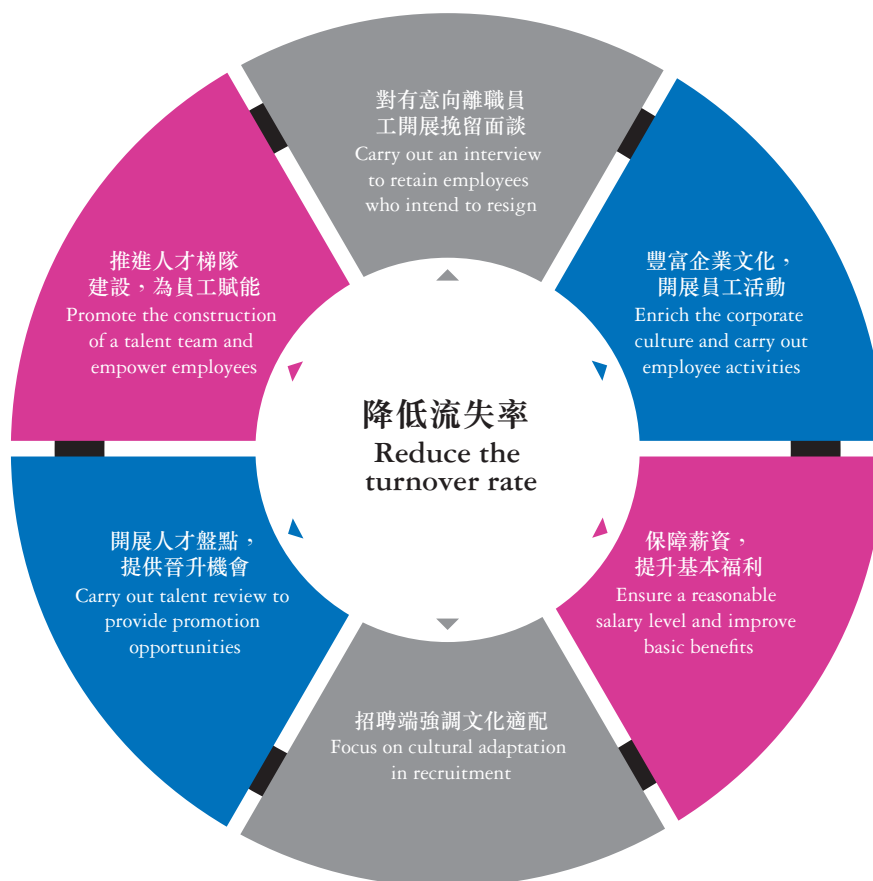 對有意向離職員
工開展挽留面談
Carry out an interview
to retain employees
who intend to resign
豐富企業文化，
開展員工活動
Enrich the corporate
culture and carry out
employee activities
保障薪資，
提升基本福利
Ensure a reasonable
salary level and improve
basic benefits
招聘端強調文化適配
Focus on cultural adaptation
in recruitment
開展人才盤點，
提供晉升機會
Carry out talent review to
provide promotion
opportunities
推進人才梯隊
建設，為員工賦能
Promote the construction
of a talent team and
empower employees
降低流失率
Reduce the
turnover rate